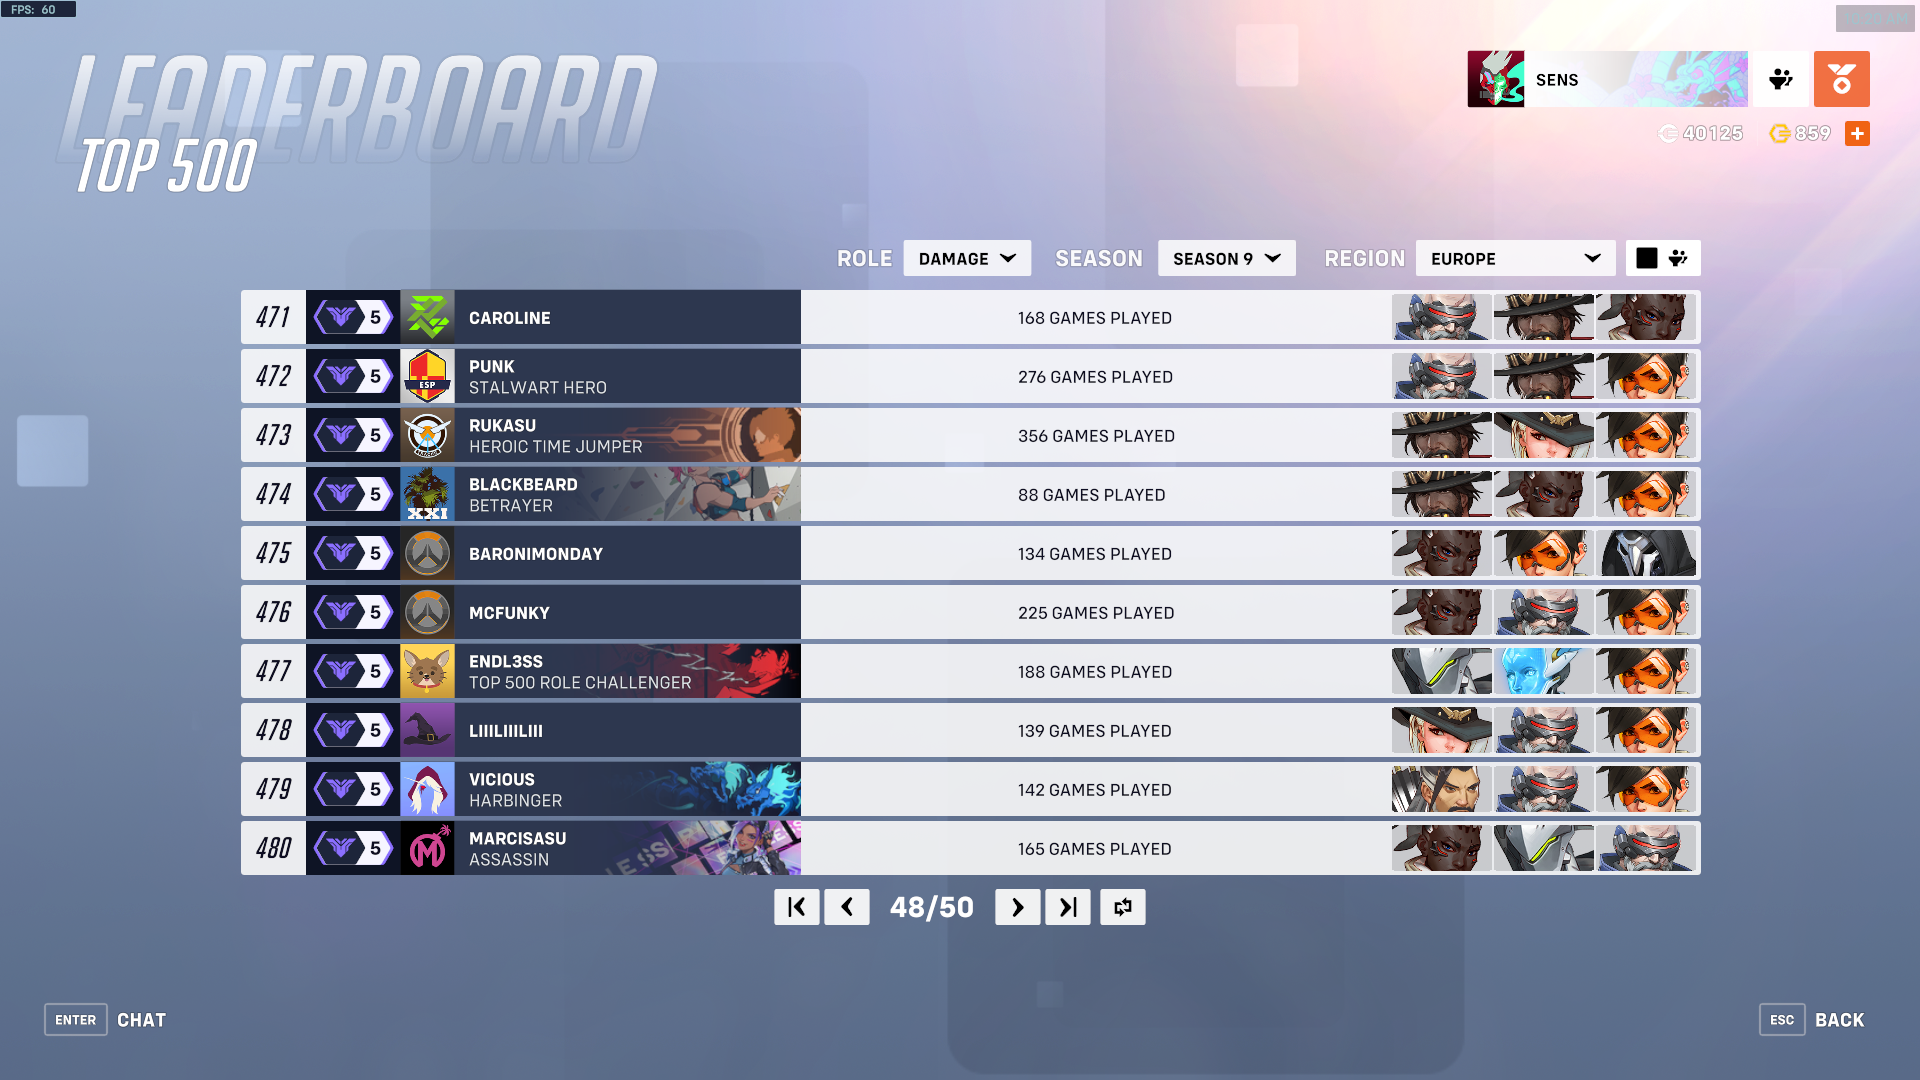 FPS: 60
LEADERBOARD
TOP 500
SENS
40125 859
ROLE DAMAGE SEASON SEASON 9 REGION EUROPE
471 5 CAROLINE 168 GAMES PLAYED
472 5 ESP PUNK STALWART HERO 276 GAMES PLAYED
473 5 RUKASU HEROIC TIME JUMPER 356 GAMES PLAYED
474 5 XXI BLACKBEARD BETRAYER 88 GAMES PLAYED
475 5 BARONIMONDAY 134 GAMES PLAYED
476 5 MCFUNKY 225 GAMES PLAYED
477 5 ENDL3SS TOP 500 ROLE CHALLENGER 188 GAMES PLAYED
478 5 LIIILIIILIII 139 GAMES PLAYED
479 5 VICIOUS HARBINGER 142 GAMES PLAYED
480 5 M MARCISASU ASSASSIN 165 GAMES PLAYED
48/50
ENTER CHAT
ESC BACK